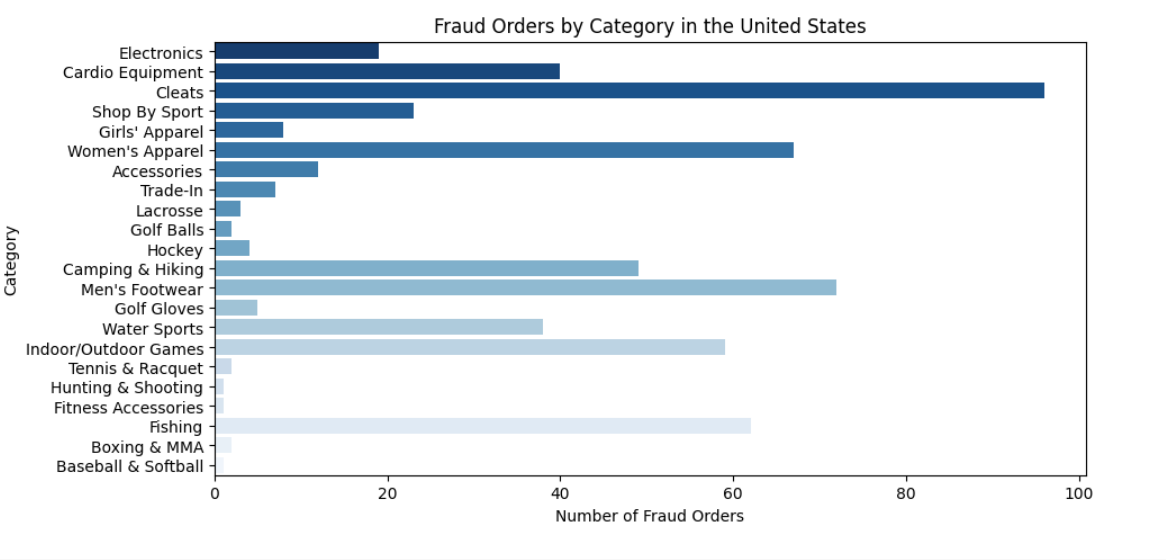 Fraud Orders by Category in the United States
Electronics
Cardio Equipment
Cleats
Shop By Sport
Girls' Apparel
Women's Apparel
Accessories
Trade-In
Lacrosse
Golf Balls
Hockey
Camping & Hiking
Men's Footwear
Golf Gloves
Water Sports
Indoor/Outdoor Games
Tennis & Racquet
Hunting & Shooting
Fitness Accessories
Fishing
Boxing & MMA
Baseball & Softball
Category
0 20 40 60 80 100
Number of Fraud Orders